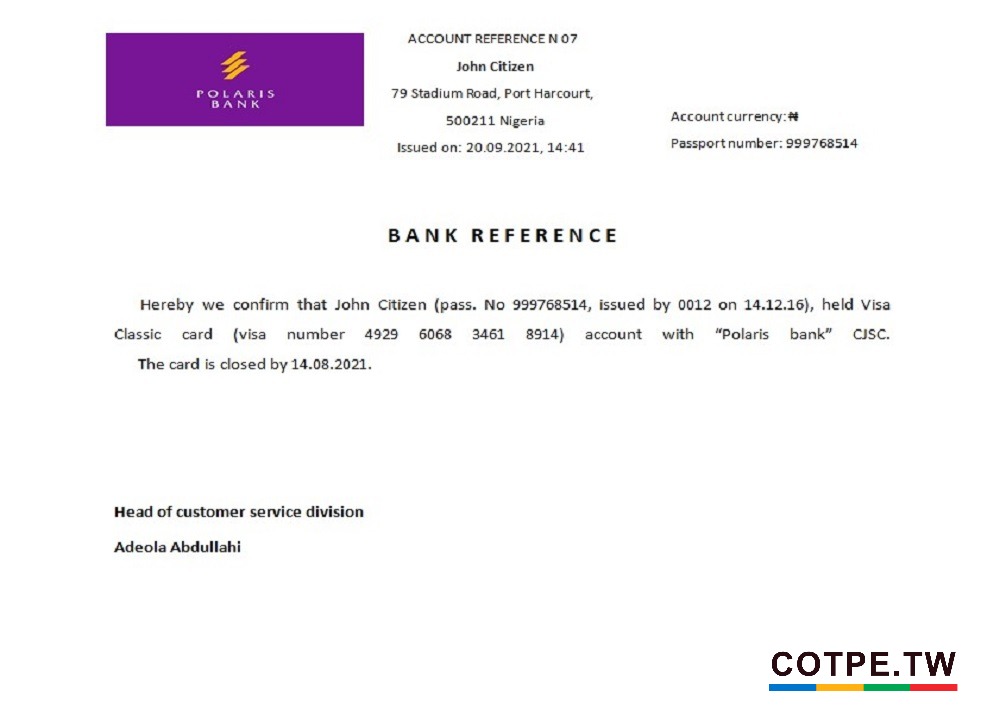 POLARIS
BANK
ACCOUNT REFERENCE N 07
John Citizen
79 Stadium Road, Port Harcourt,
500211 Nigeria
Issued on: 20.09.2021, 14:41
Account currency:₦
Passport number: 999768514
BANK REFERENCE
Hereby we confirm that John Citizen (pass. No 999768514, issued by 0012 on 14.12.16), held Visa
Classic card (visa number 4929 6068 3461 8914) account with “Polaris bank” CJSC.
The card is closed by 14.08.2021.
Head of customer service division
Adeola Abdullahi
COTPE.TW